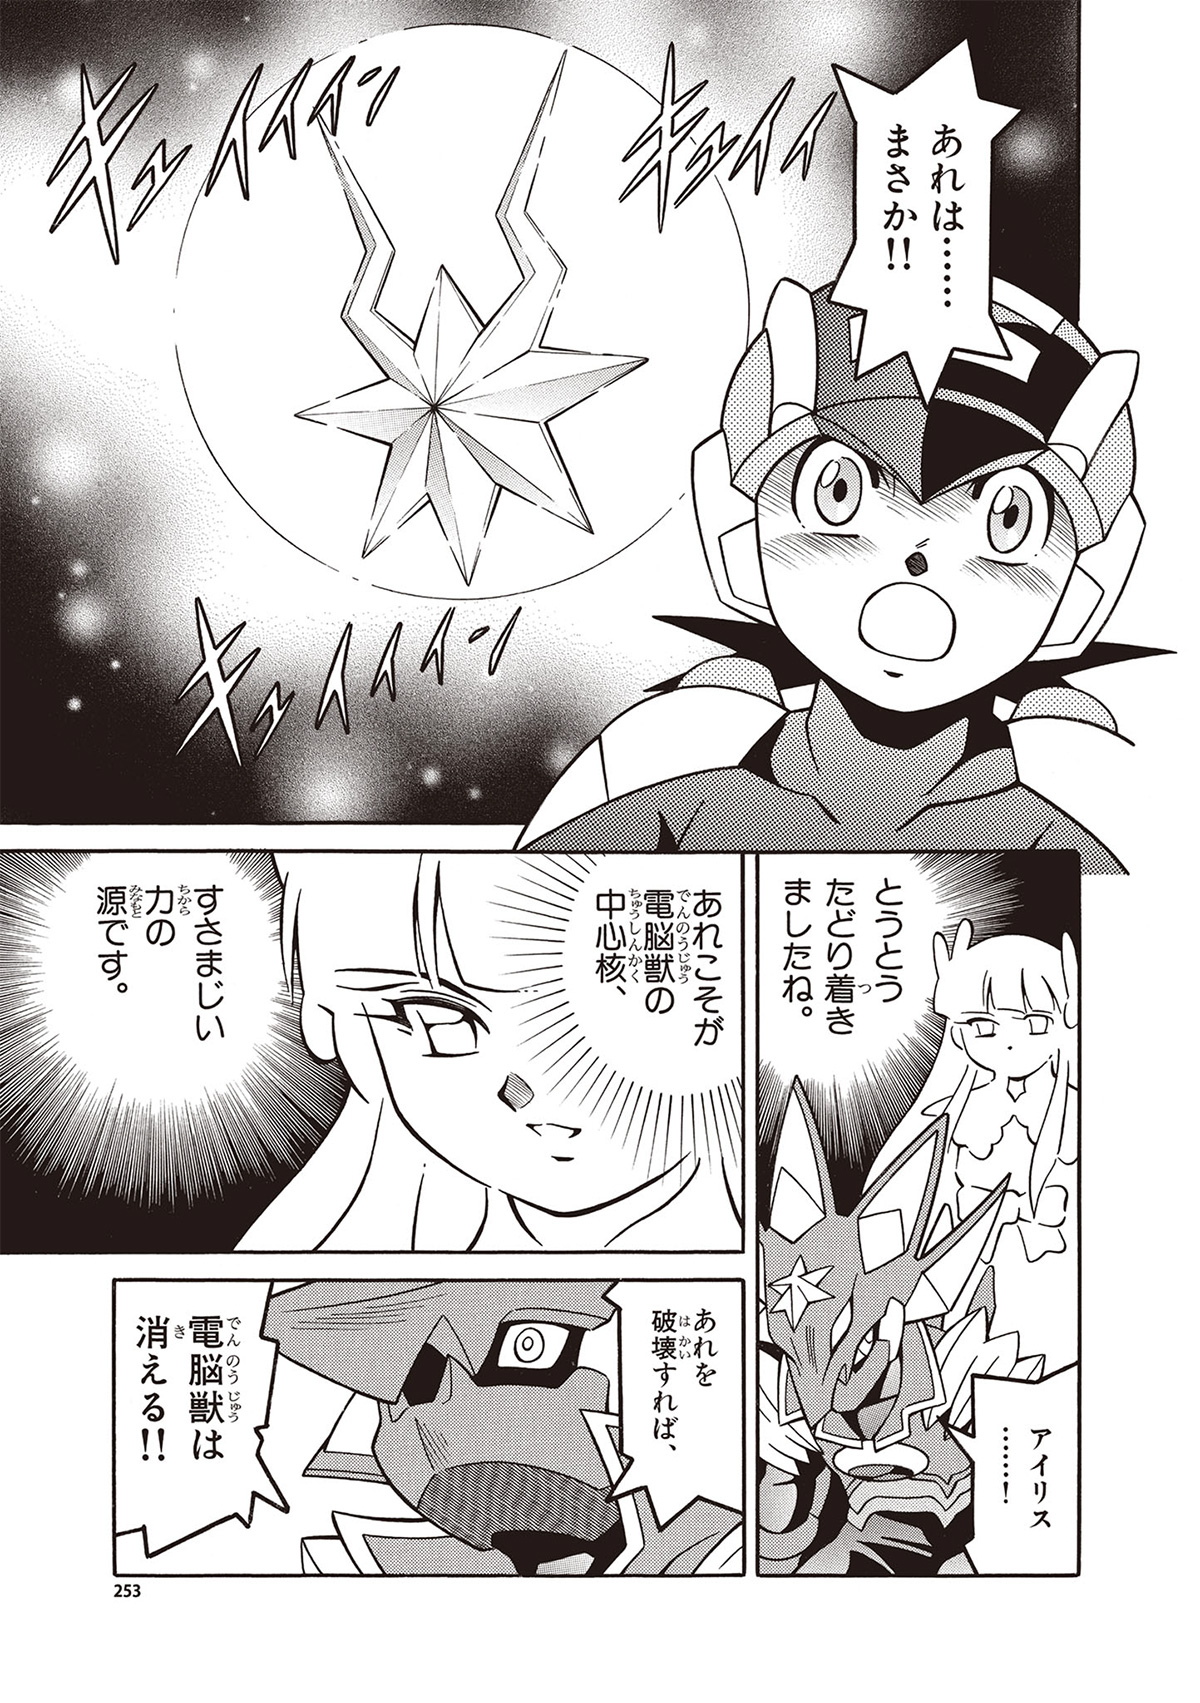 あれは……
まさか!!
キュィイイン
キュィイイ
キュイイイン
とうとう
たどり着き
ましたね。
アイリス
……!
あれこそが
電脳獣の
中心核、
すさまじい
力の
源です。
あれを
破壊すれば、
電脳獣は
消える!!
253